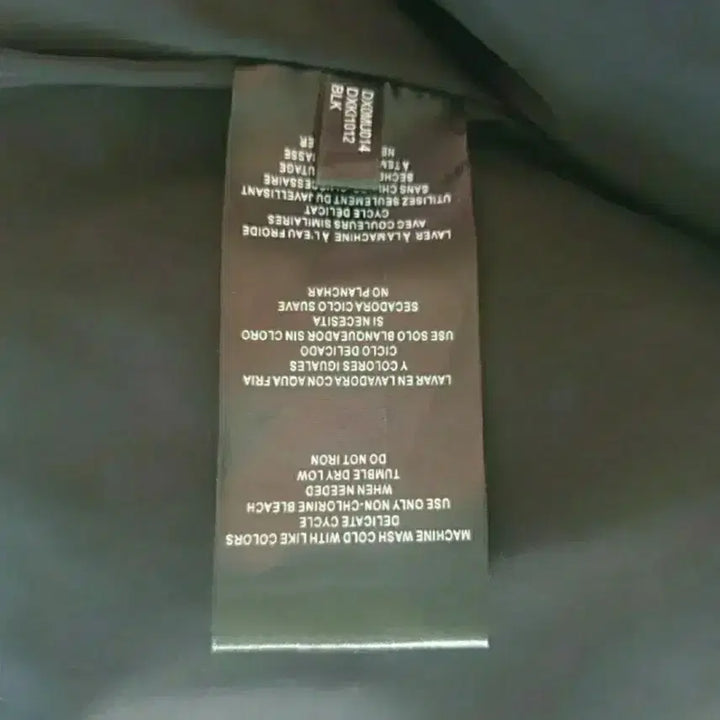 MACHINE WASH COLD WITH LIKE COLORS
DELICATE CYCLE
USE ONLY NON-CHLORINE BLEACH
WHEN NEEDED
TUMBLE DRY LOW
DO NOT IRON
LAVAR EN LAVADORA CON AQUA FRIA
Y COLORES IGUALES
CICLO DELICADO
USE SOLO BLANQUEADOR SIN CLORO
SI NECESITA
SECADORA CICLO SUAVE
NO PLANCHAR
LAVER À LA MACHINE À L'EAU FROIDE
AVEC COULEURS SIMILAIRES
CYCLE DELICAT
UTILISEZ SEULEMENT DU JAVELLISANT
SANS
DX0MU014
DXKI1012
BLK